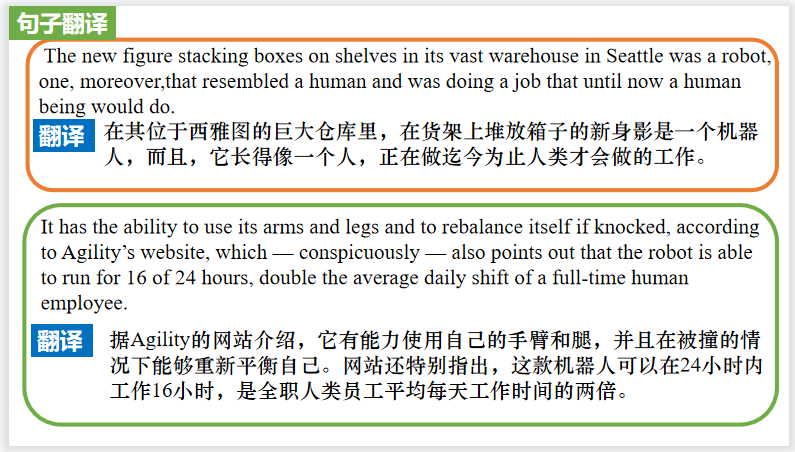 句子翻译
The new figure stacking boxes on shelves in its vast warehouse in Seattle was a robot,
one, moreover,that resembled a human and was doing a job that until now a human
being would do.
翻译 在其位于西雅图的巨大仓库里，在货架上堆放箱子的新身影是一个机器
人，而且，它长得像一个人，正在做迄今为止人类才会做的工作。
It has the ability to use its arms and legs and to rebalance itself if knocked, according
to Agility’s website, which — conspicuously — also points out that the robot is able
to run for 16 of 24 hours, double the average daily shift of a full-time human
employee.
翻译 据Agility的网站介绍，它有能力使用自己的手臂和腿，并且在被撞的情
况下能够重新平衡自己。网站还特别指出，这款机器人可以在24小时内
工作16小时，是全职人类员工平均每天工作时间的两倍。